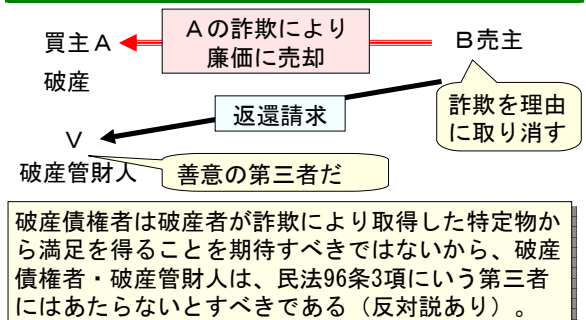 Aの詐欺により
廉価に売却
買主A
B売主
破産
詐欺を理由
に取り消す
返還請求
V
破産管財人
善意の第三者だ
破産債権者は破産者が詐欺により取得した特定物か
ら満足を得ることを期待すべきではないから、破産
債権者・破産管財人は、民法96条3項にいう第三者
にはあたらないとすべきである（反対説あり）。